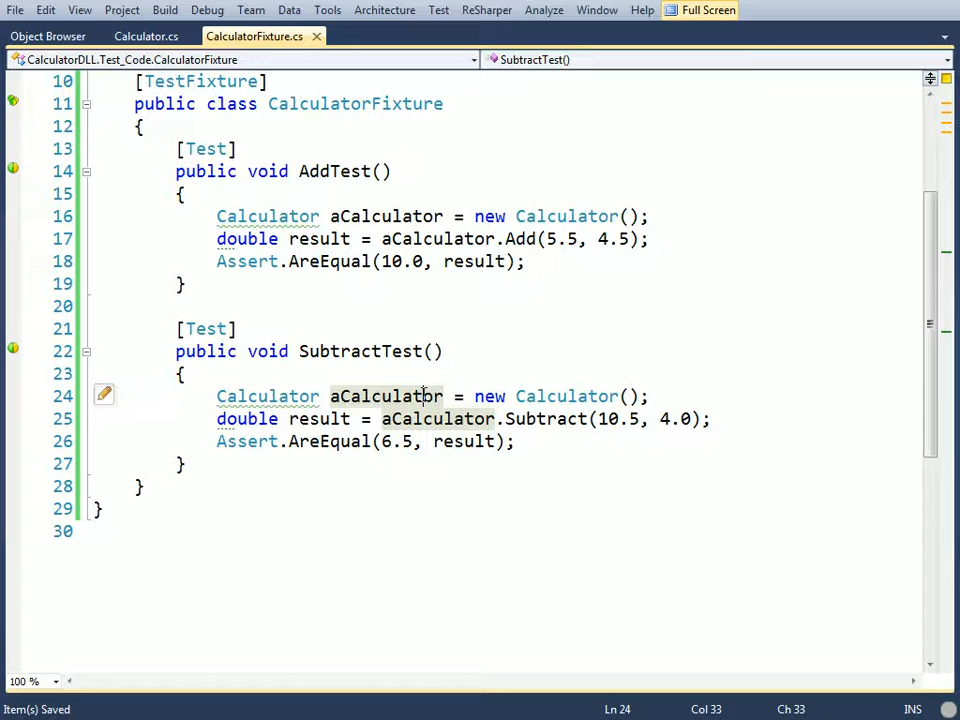 File Edit View Project Build Debug Team Data Tools Architecture Test ReSharper Analyze Window Help Full Screen
Object Browser Calculator.cs CalculatorFixture.cs
CalculatorDLL.Test_Code.CalculatorFixture SubtractTest()
10 [TestFixture]
11 public class CalculatorFixture
12 {
13 [Test]
14 public void AddTest()
15 {
16 Calculator aCalculator = new Calculator();
17 double result = aCalculator.Add(5.5, 4.5);
18 Assert.AreEqual(10.0, result);
19 }
20
21 [Test]
22 public void SubtractTest()
23 {
24 Calculator aCalculator = new Calculator();
25 double result = aCalculator.Subtract(10.5, 4.0);
26 Assert.AreEqual(6.5, result);
27 }
28 }
29 }
30
100 %
Item(s) Saved Ln 24 Col 33 Ch 33 INS